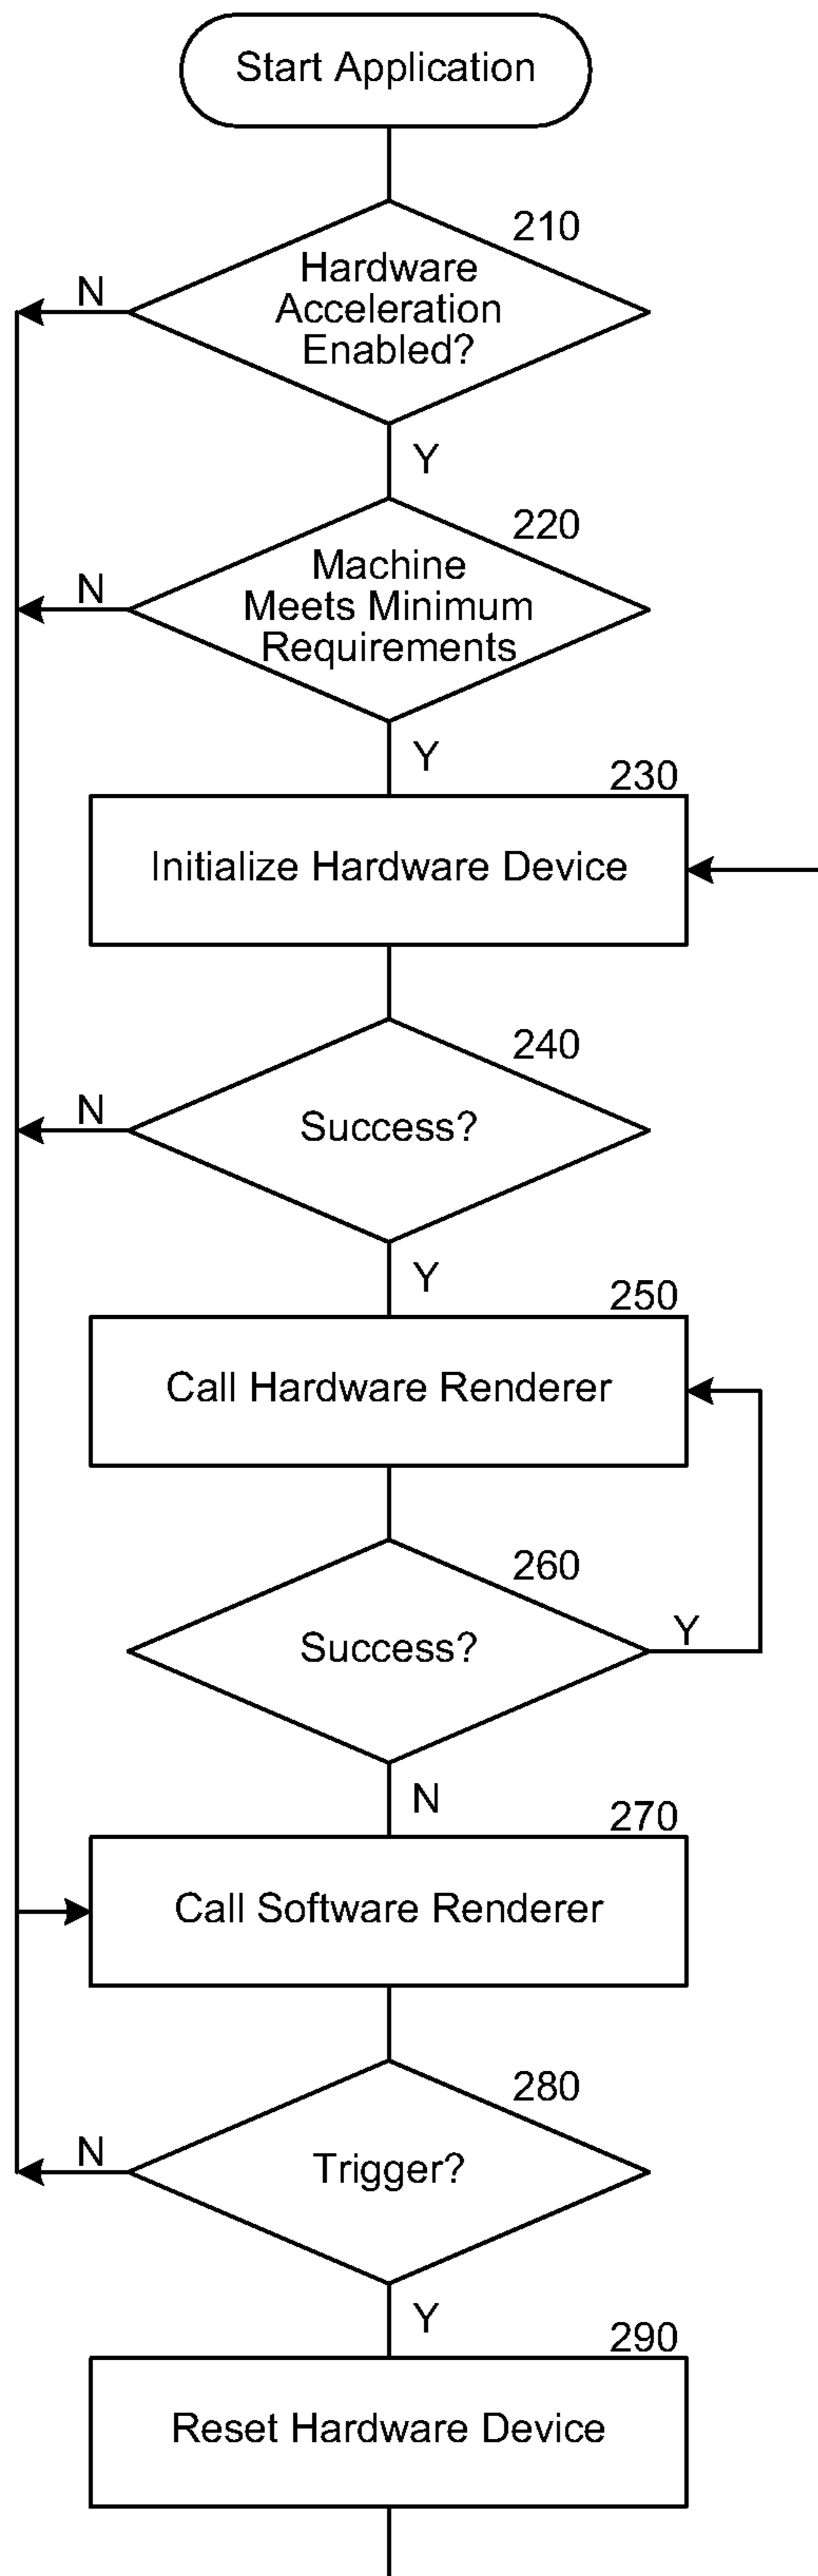 Start Application
210
Hardware
Acceleration
Enabled?
N
Y
220
Machine
Meets Minimum
Requirements
N
Y
230
Initialize Hardware Device
240
Success?
N
Y
250
Call Hardware Renderer
260
Success?
Y
N
270
Call Software Renderer
280
Trigger?
N
Y
290
Reset Hardware Device